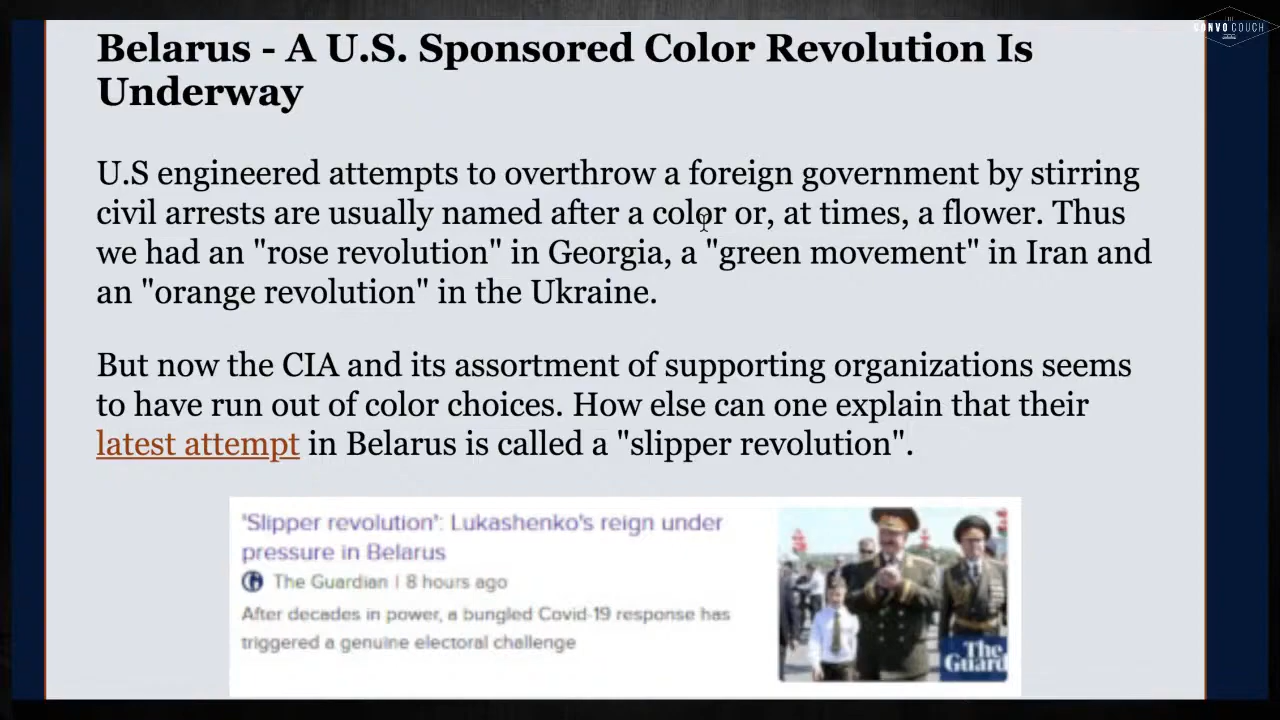 THE
CONVO COUCH
Belarus - A U.S. Sponsored Color Revolution Is
Underway
U.S engineered attempts to overthrow a foreign government by stirring
civil arrests are usually named after a color or, at times, a flower. Thus
we had an "rose revolution" in Georgia, a "green movement" in Iran and
an "orange revolution" in the Ukraine.
But now the CIA and its assortment of supporting organizations seems
to have run out of color choices. How else can one explain that their
latest attempt in Belarus is called a "slipper revolution".
'Slipper revolution': Lukashenko's reign under
pressure in Belarus
The Guardian | 8 hours ago
After decades in power, a bungled Covid-19 response has
triggered a genuine electoral challenge
The
Guard